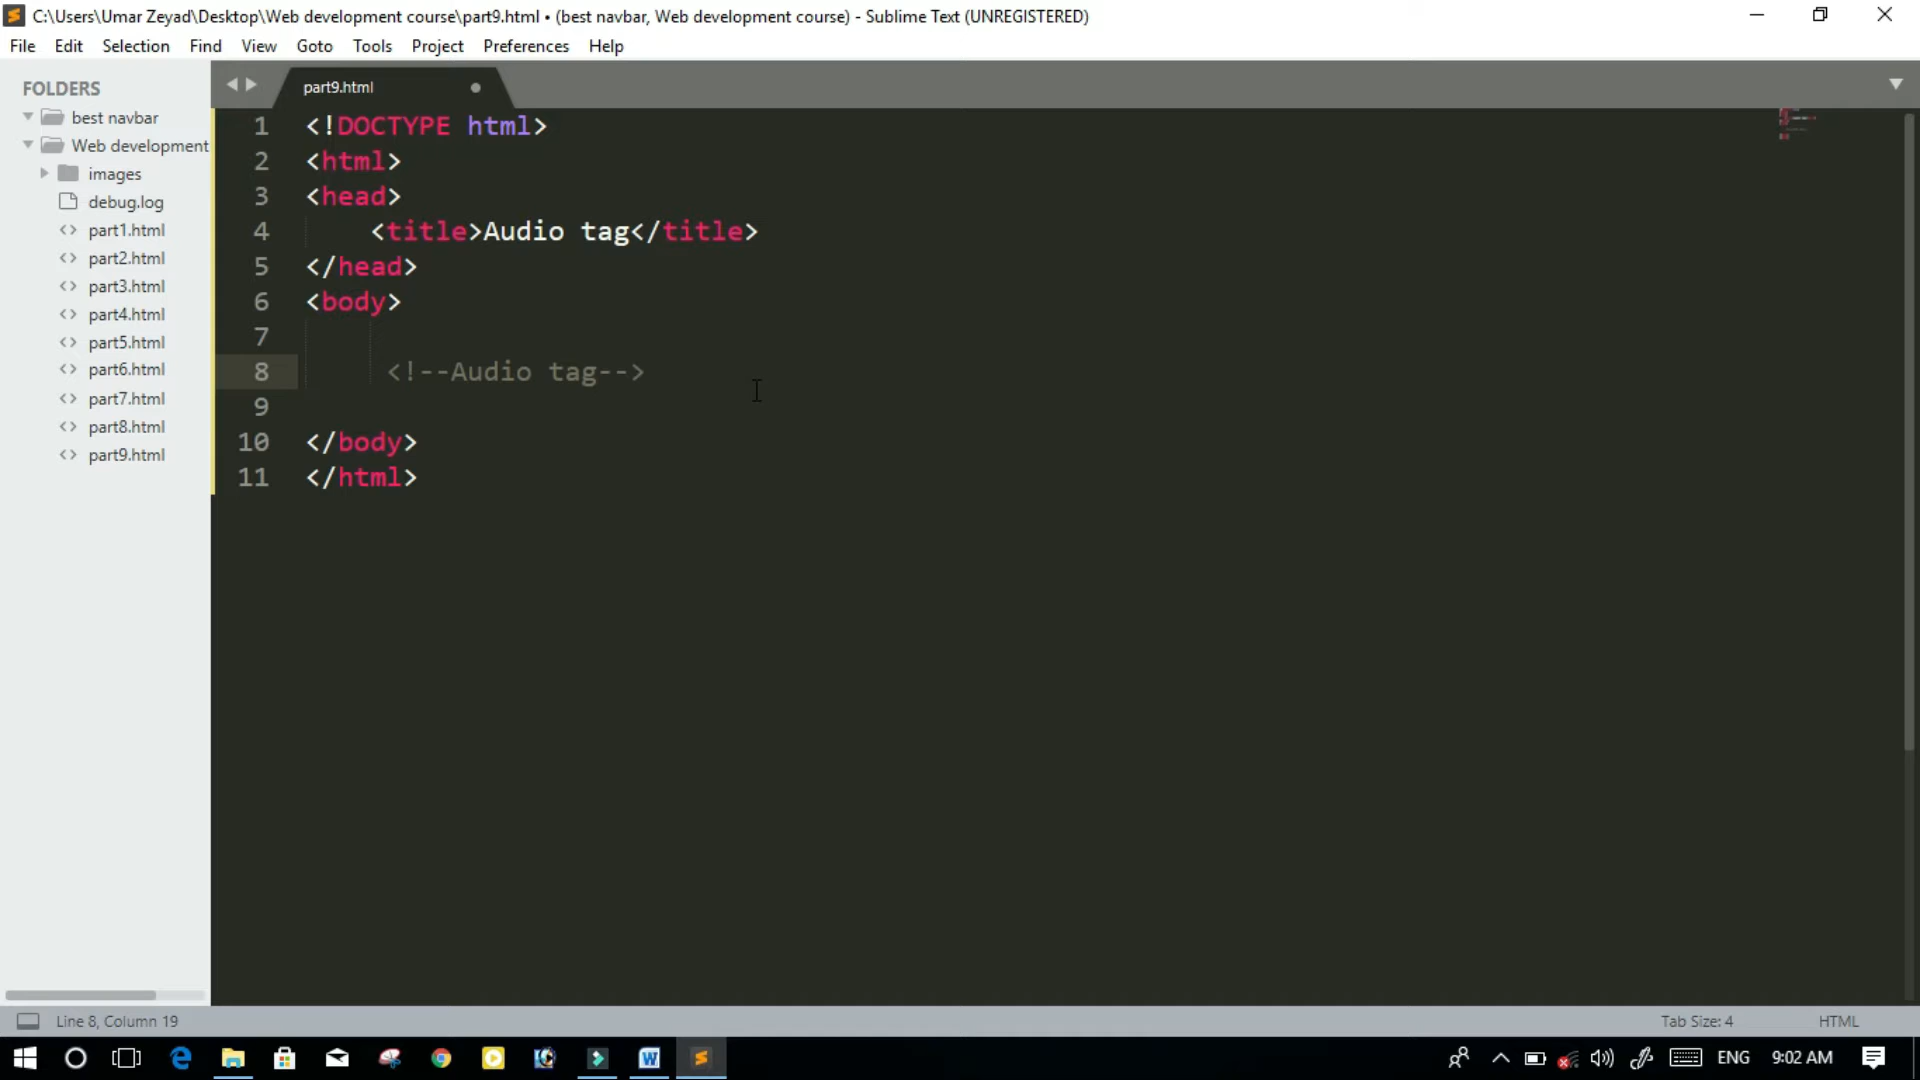 C:\Users\Umar Zeyad\Desktop\Web development course\part9.html • (best navbar, Web development course) - Sublime Text (UNREGISTERED)
File Edit Selection Find View Goto Tools Project Preferences Help
FOLDERS
best navbar
Web development
images
debug.log
part1.html
part2.html
part3.html
part4.html
part5.html
part6.html
part7.html
part8.html
part9.html
part9.html
1 <!DOCTYPE html>
2 <html>
3 <head>
4 <title>Audio tag</title>
5 </head>
6 <body>
7
8 <!--Audio tag-->
9
10 </body>
11 </html>
Line 8, Column 19 Tab Size: 4 HTML
ENG 9:02 AM